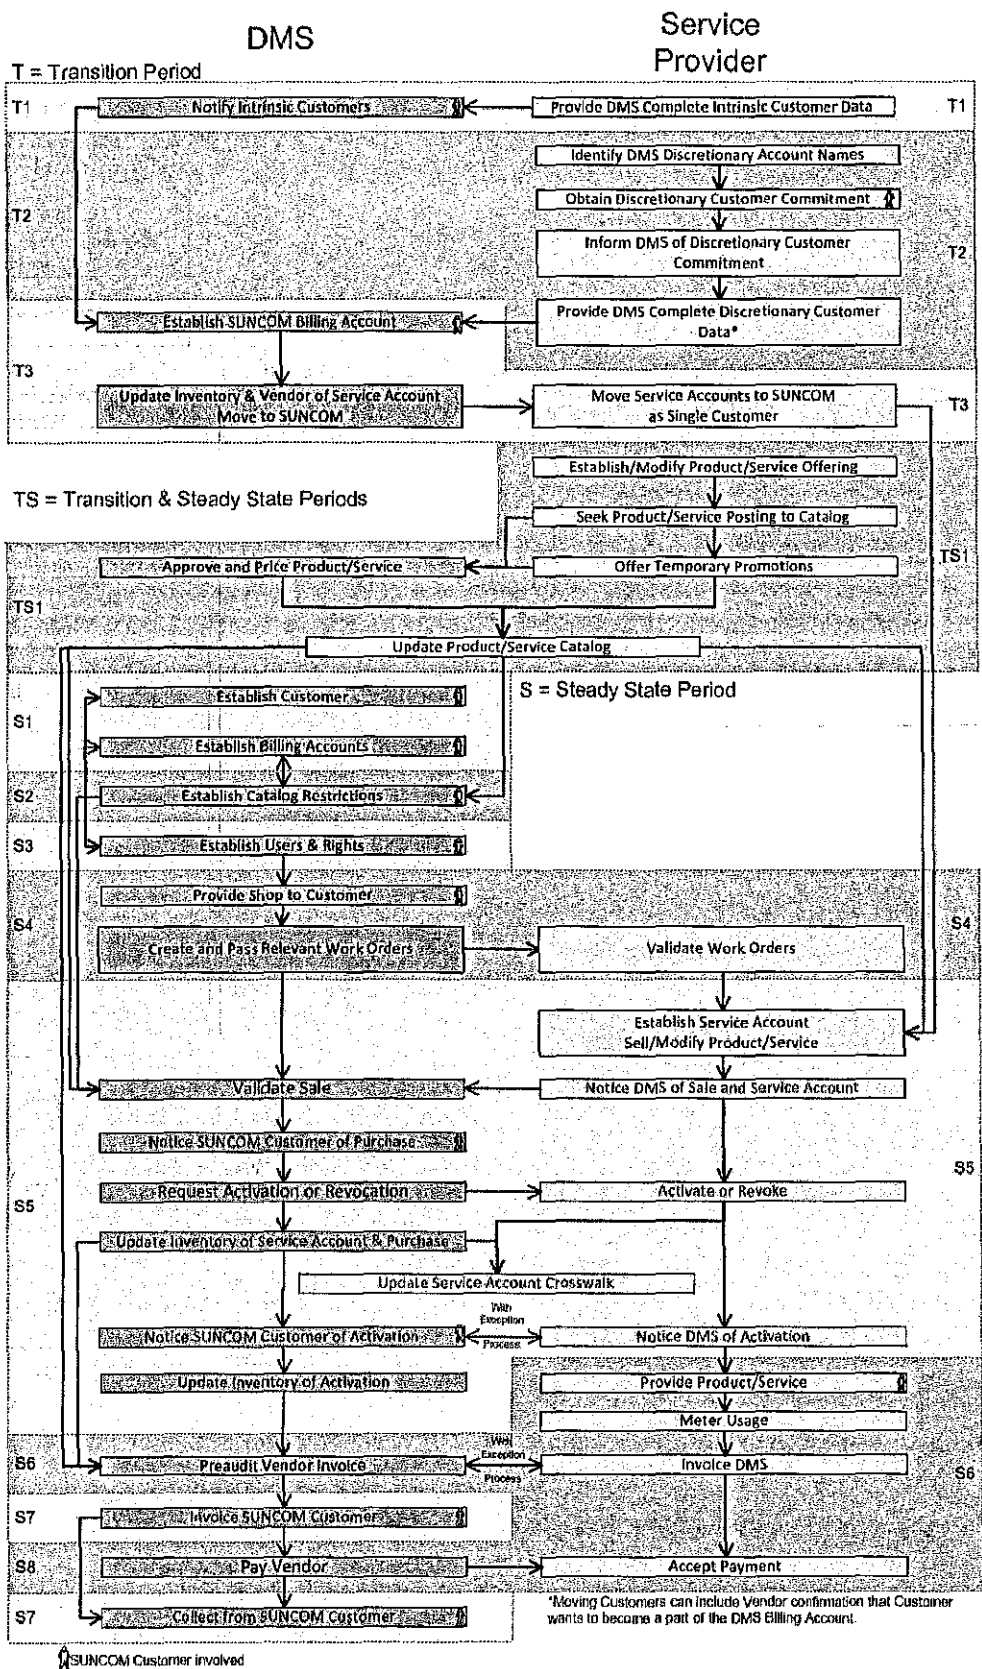 DMS
Service
Provider
T = Transition Period
T1
Notify Intrinsic Customers
Provide DMS Complete Intrinsic Customer Data
T1
Identify DMS Discretionary Account Names
Obtain Discretionary Customer Commitment
T2
Inform DMS of Discretionary Customer
Commitment
T2
Establish SUNCOM Billing Account
Provide DMS Complete Discretionary Customer
Data*
T3
Update Inventory & Vendor of Service Account
Move to SUNCOM
Move Service Accounts to SUNCOM
as Single Customer
T3
Establish/Modify Product/Service Offering
TS = Transition & Steady State Periods
Seek Product/Service Posting to Catalog
TS1
Approve and Price Product/Service
Offer Temporary Promotions
TS1
Update Product/Service Catalog
S = Steady State Period
Establish Customer
S1
Establish Billing Accounts
S2
Establish Catalog Restrictions
S3
Establish Users & Rights
Provide Shop to Customer
S4
Create and Pass Relevant Work Orders
Validate Work Orders
S4
Establish Service Account
Sell/Modify Product/Service
Validate Sale
Notice DMS of Sale and Service Account
Notice SUNCOM Customer of Purchase
S5
Request Activation or Revocation
Activate or Revoke
S5
Update Inventory of Service Account & Purchase
Update Service Account Crosswalk
With
Exception
Process
Notice SUNCOM Customer of Activation
Notice DMS of Activation
Update Inventory of Activation
Provide Product/Service
Meter Usage
With
Exception
Process
S6
Preaudit Vendor Invoice
Invoice DMS
S6
S7
Invoice SUNCOM Customer
S8
Pay Vendor
Accept Payment
S7
Collect from SUNCOM Customer
*Moving Customers can include Vendor confirmation that Customer
wants to become a part of the DMS Billing Account.
SUNCOM Customer involved